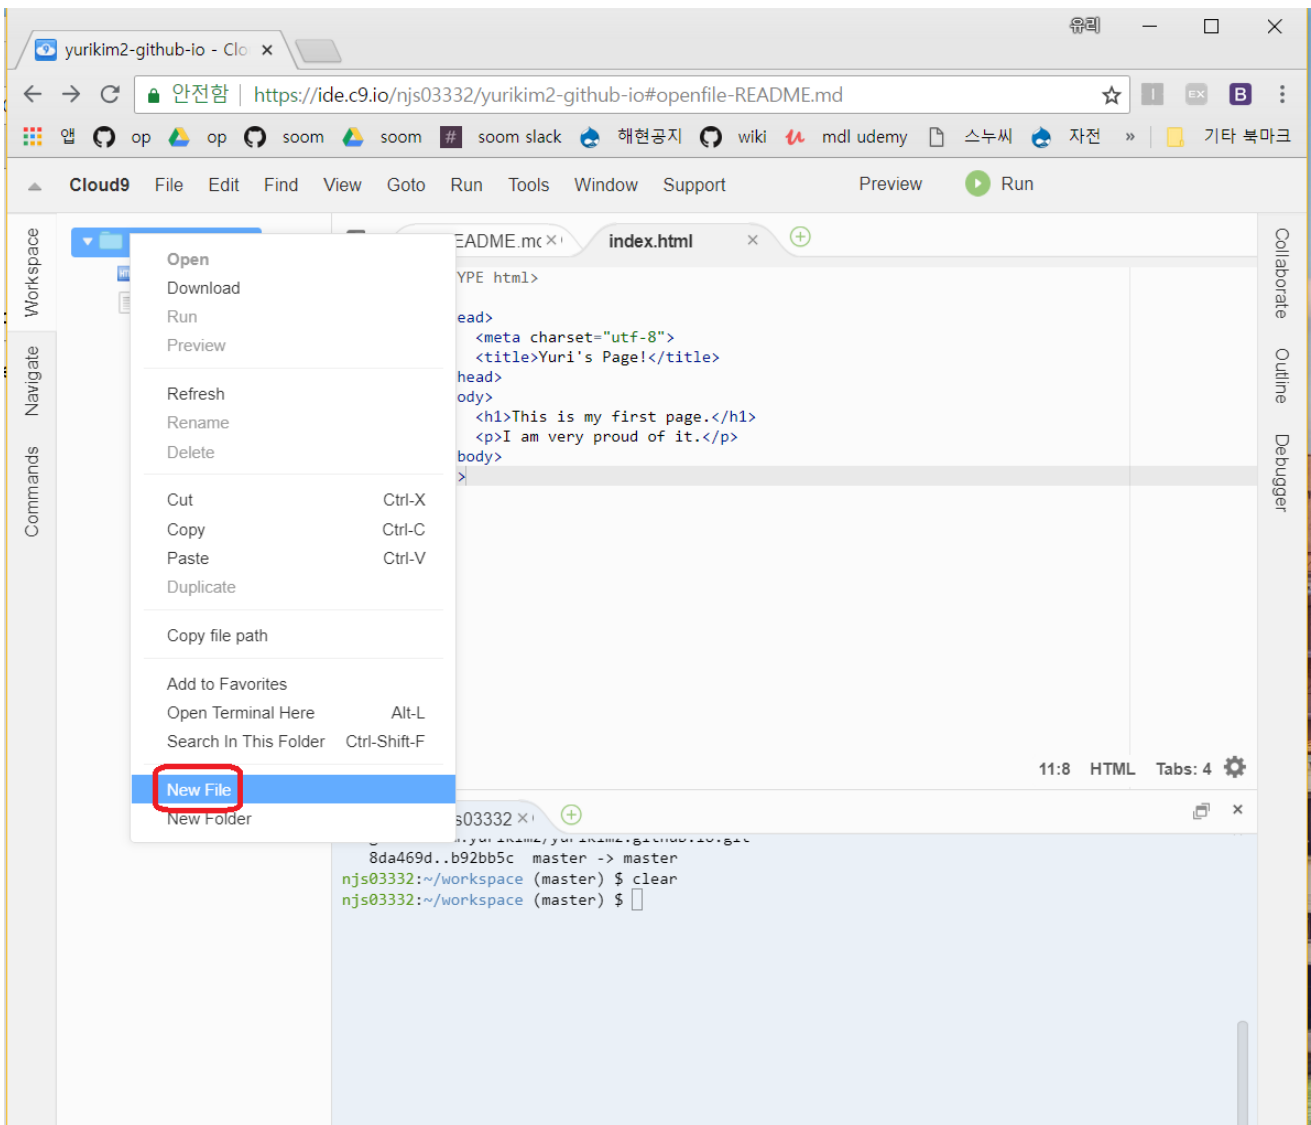 유리
yurikim2-github-io - Clo
안전함 https://ide.c9.io/njs03332/yurikim2-github-io#openfile-README.md
I EX B
앱 op op soom soom # soom slack 해현공지 wiki mdl udemy 스누씨 자전 » 기타 북마크
Cloud9 File Edit Find View Goto Run Tools Window Support Preview Run
Workspace
Navigate
Commands
Open
Download
Run
Preview
Refresh
Rename
Delete
Cut Ctrl-X
Copy Ctrl-C
Paste Ctrl-V
Duplicate
Copy file path
Add to Favorites
Open Terminal Here Alt-L
Search In This Folder Ctrl-Shift-F
New File
New Folder
EADME.mc index.html
YPE html>
ead>
<meta charset="utf-8">
<title>Yuri's Page!</title>
head>
ody>
<h1>This is my first page.</h1>
<p>I am very proud of it.</p>
body>
>
11:8 HTML Tabs: 4
Collaborate
Outline
Debugger
s03332
8da469d..b92bb5c master -> master
njs03332:~/workspace (master) $ clear
njs03332:~/workspace (master) $